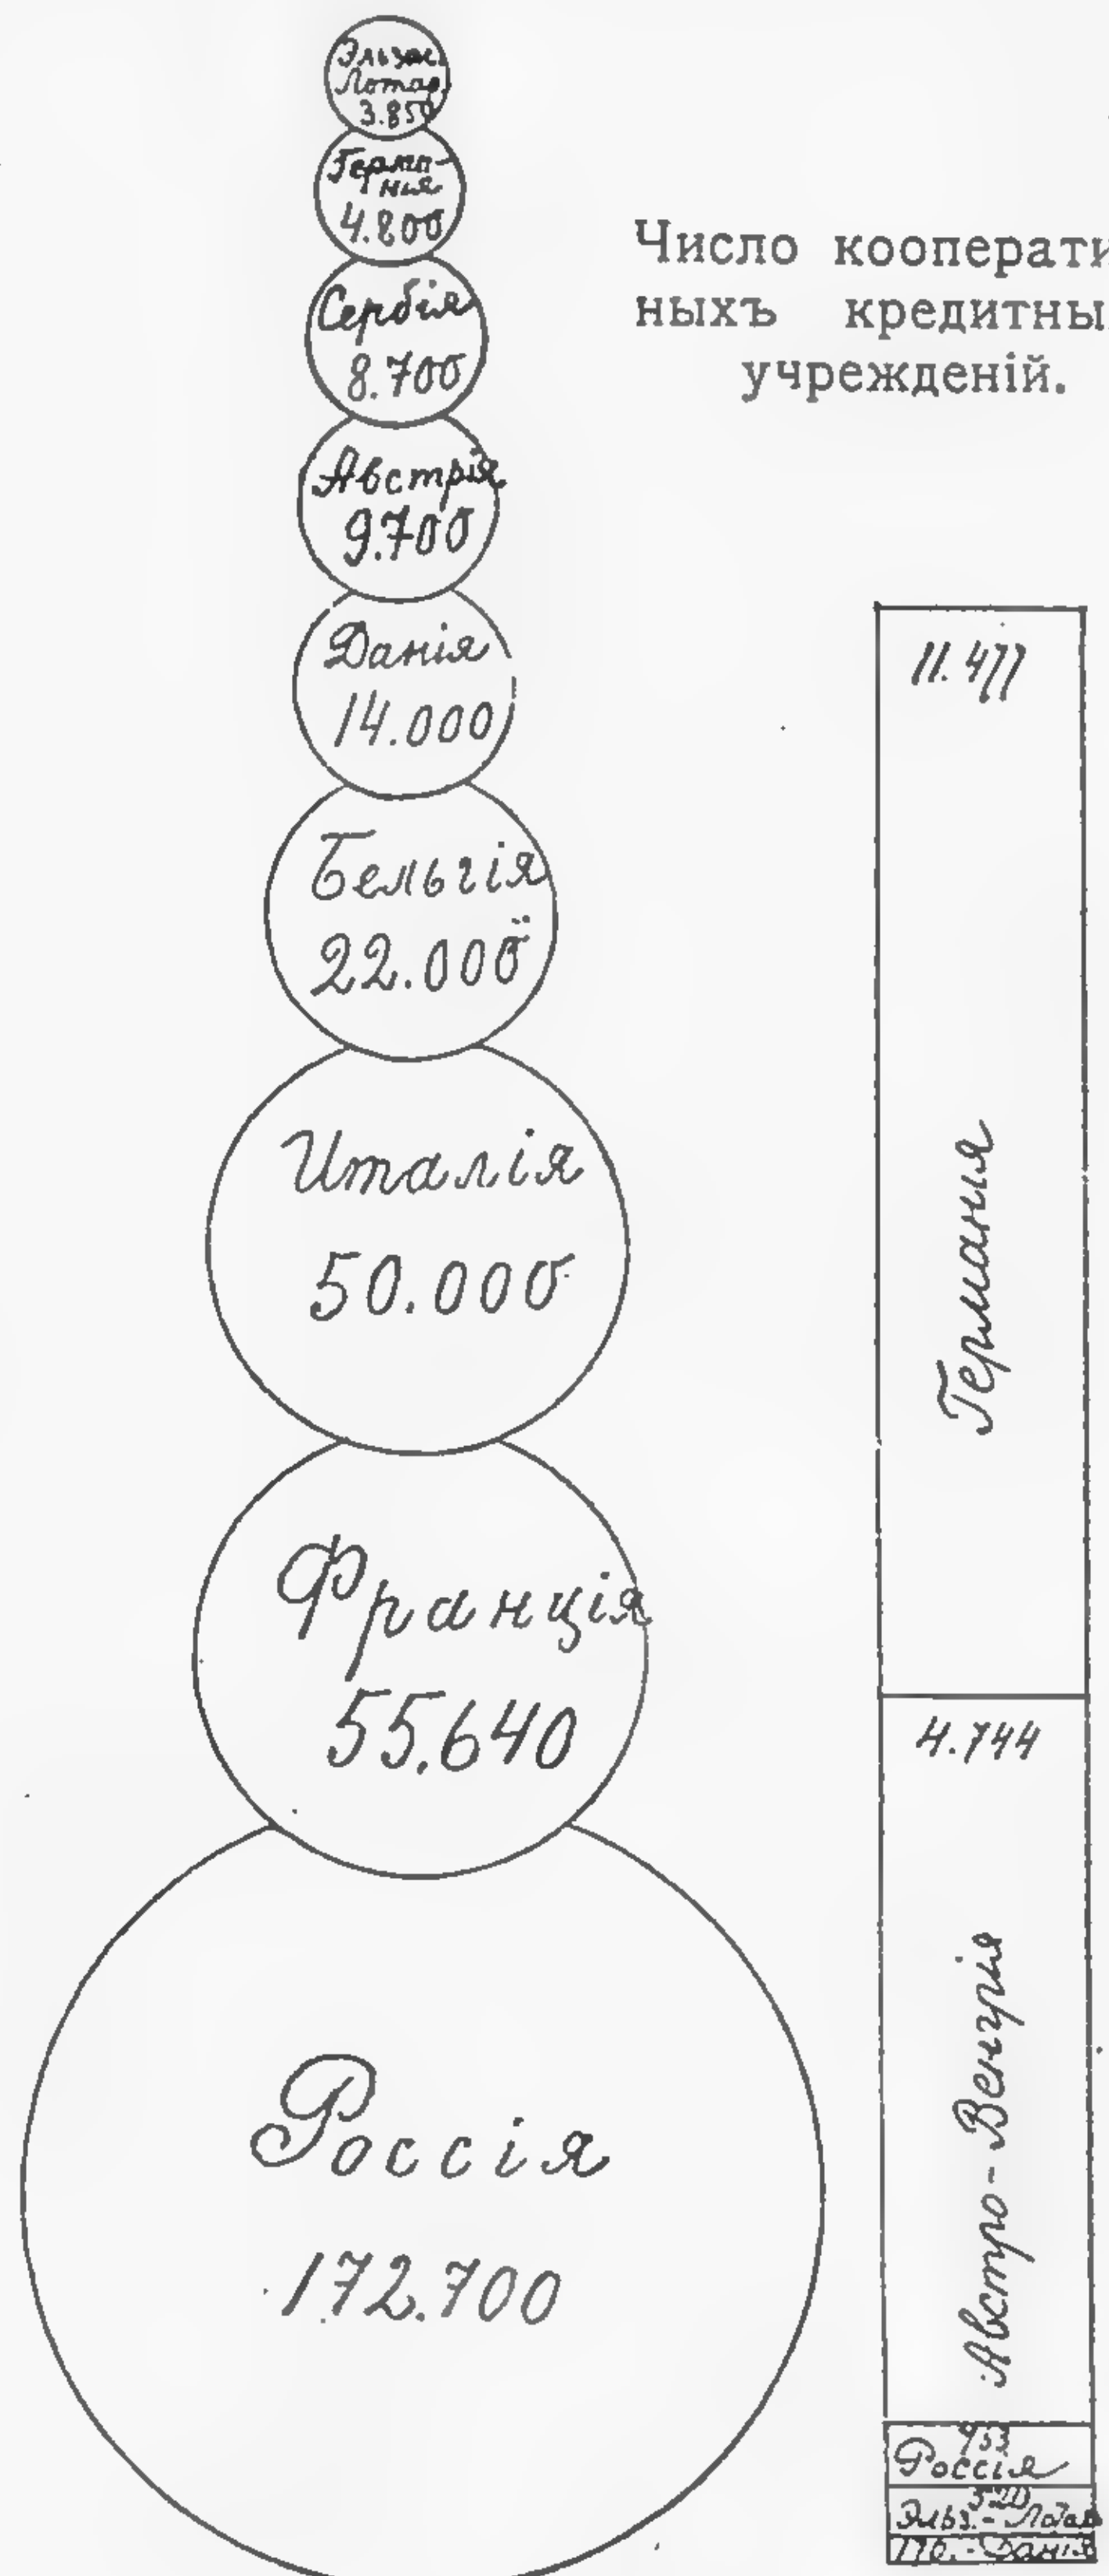 Эльзас.
Лотар.
3.850
Герма-
нія
4.800
Сербія
8.700
Австрія
9.700
Данія
14.000
Бельгія
22.000
Италія
50.000
Франція
55.640
Россія
172.700
Число кооперати
ныхъ кредитны
учрежденій.
11.477
Германія
4.744
Австро-Венгрія
953
Россія
520
Эльз.-Лотар
170.-Данія